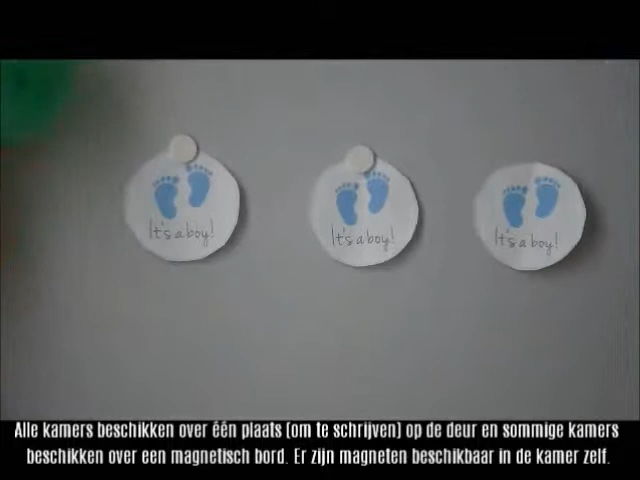 It's a boy!
It's a boy!
It's a boy!
Alle kamers beschikken over één plaats (om te schrijven) op de deur en sommige kamers
beschikken over een magnetisch bord. Er zijn magneten beschikbaar in de kamer zelf.